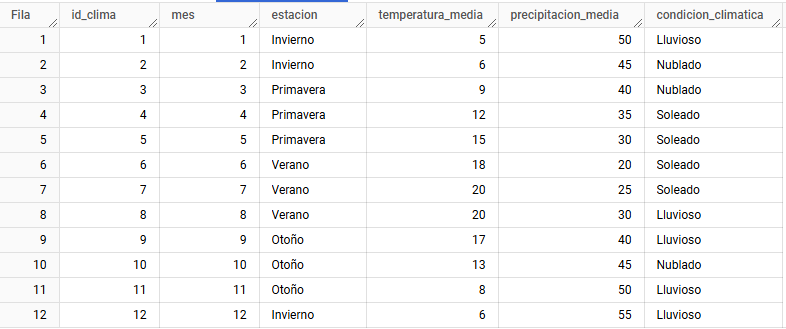 Fila id_clima mes estacion temperatura_media precipitacion_media condicion_climatica
1 1 1 Invierno 5 50 Lluvioso
2 2 2 Invierno 6 45 Nublado
3 3 3 Primavera 9 40 Nublado
4 4 4 Primavera 12 35 Soleado
5 5 5 Primavera 15 30 Soleado
6 6 6 Verano 18 20 Soleado
7 7 7 Verano 20 25 Soleado
8 8 8 Verano 20 30 Lluvioso
9 9 9 Otoño 17 40 Lluvioso
10 10 10 Otoño 13 45 Nublado
11 11 11 Otoño 8 50 Lluvioso
12 12 12 Invierno 6 55 Lluvioso